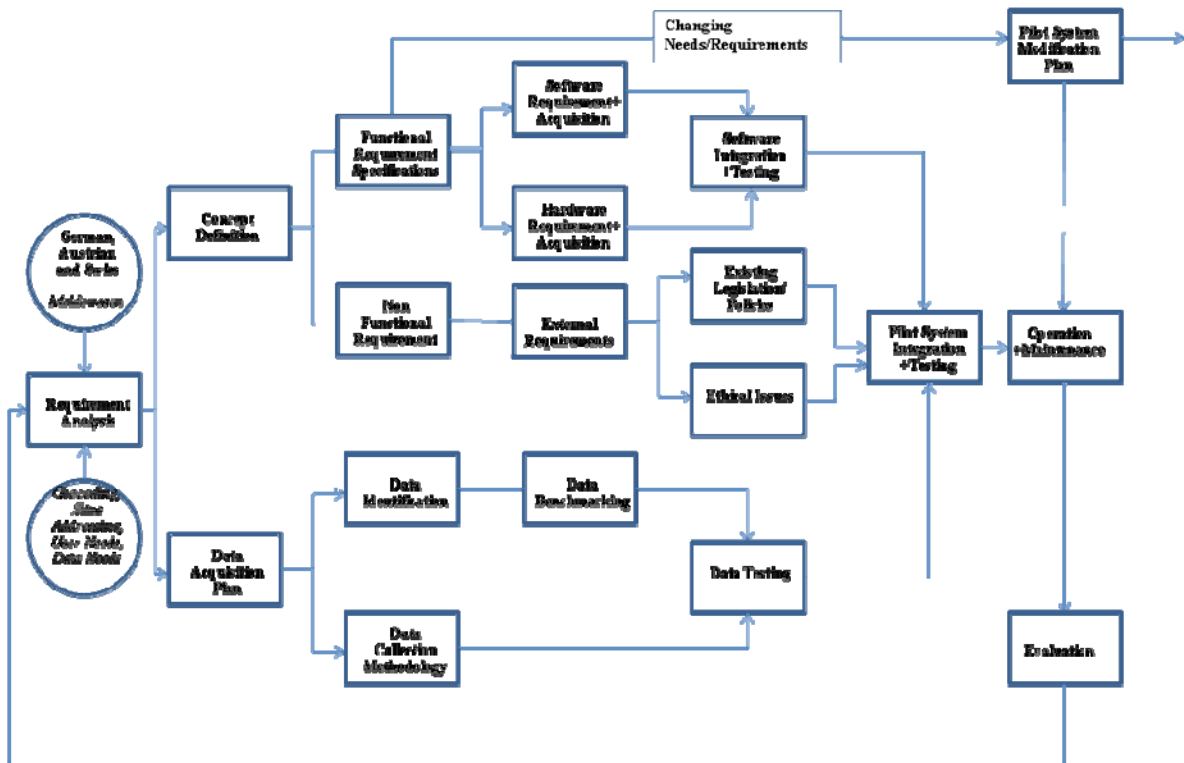 Changing
Needs/Requirements
Pilot System
Modification
Plan
Software
Requirement+
Acquisition
Functional
Requirement
Specifications
Software
Integration
+Testing
Concept
Definition
Hardware
Requirement+
Acquisition
German,
Austrian
and Swiss
Addresses
Existing
Legislation/
Policies
Non
Functional
Requirement
External
Requirements
Pilot System
Integration
+Testing
Operation
+Maintenance
Requirement
Analysis
Ethical Issues
Geocoding,
Addressing,
User Needs,
Data Needs
Data
Identification
Data
Benchmarking
Data
Acquisition
Plan
Data Testing
Data
Collection
Methodology
Evaluation